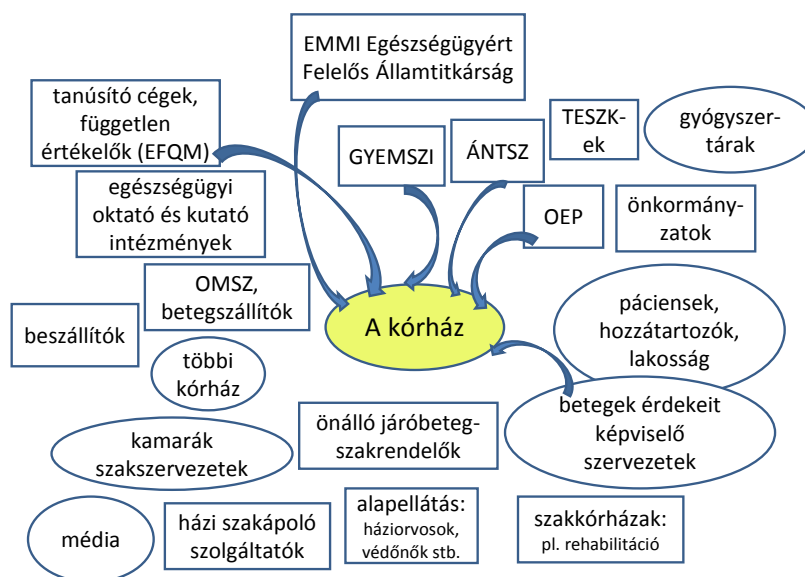 EMMI Egészségügyért
Felelős Államtitkárság
tanúsító cégek,
független
értékelők (EFQM)
GYEMSZI
ÁNTSZ
TESZK-
ek
gyógyszer-
tárak
egészségügyi
oktató és kutató
intézmények
OEP
önkormány-
zatok
OMSZ,
betegszállítók
beszállítók
A kórház
páciensek,
hozzátartozók,
lakosság
többi
kórház
betegek érdekeit
képviselő
szervezetek
önálló járóbeteg-
szakrendelők
kamarák
szakszervezetek
média
házi szakápoló
szolgáltatók
alapellátás:
háziorvosok,
védőnők stb.
szakkórházak:
pl. rehabilitáció